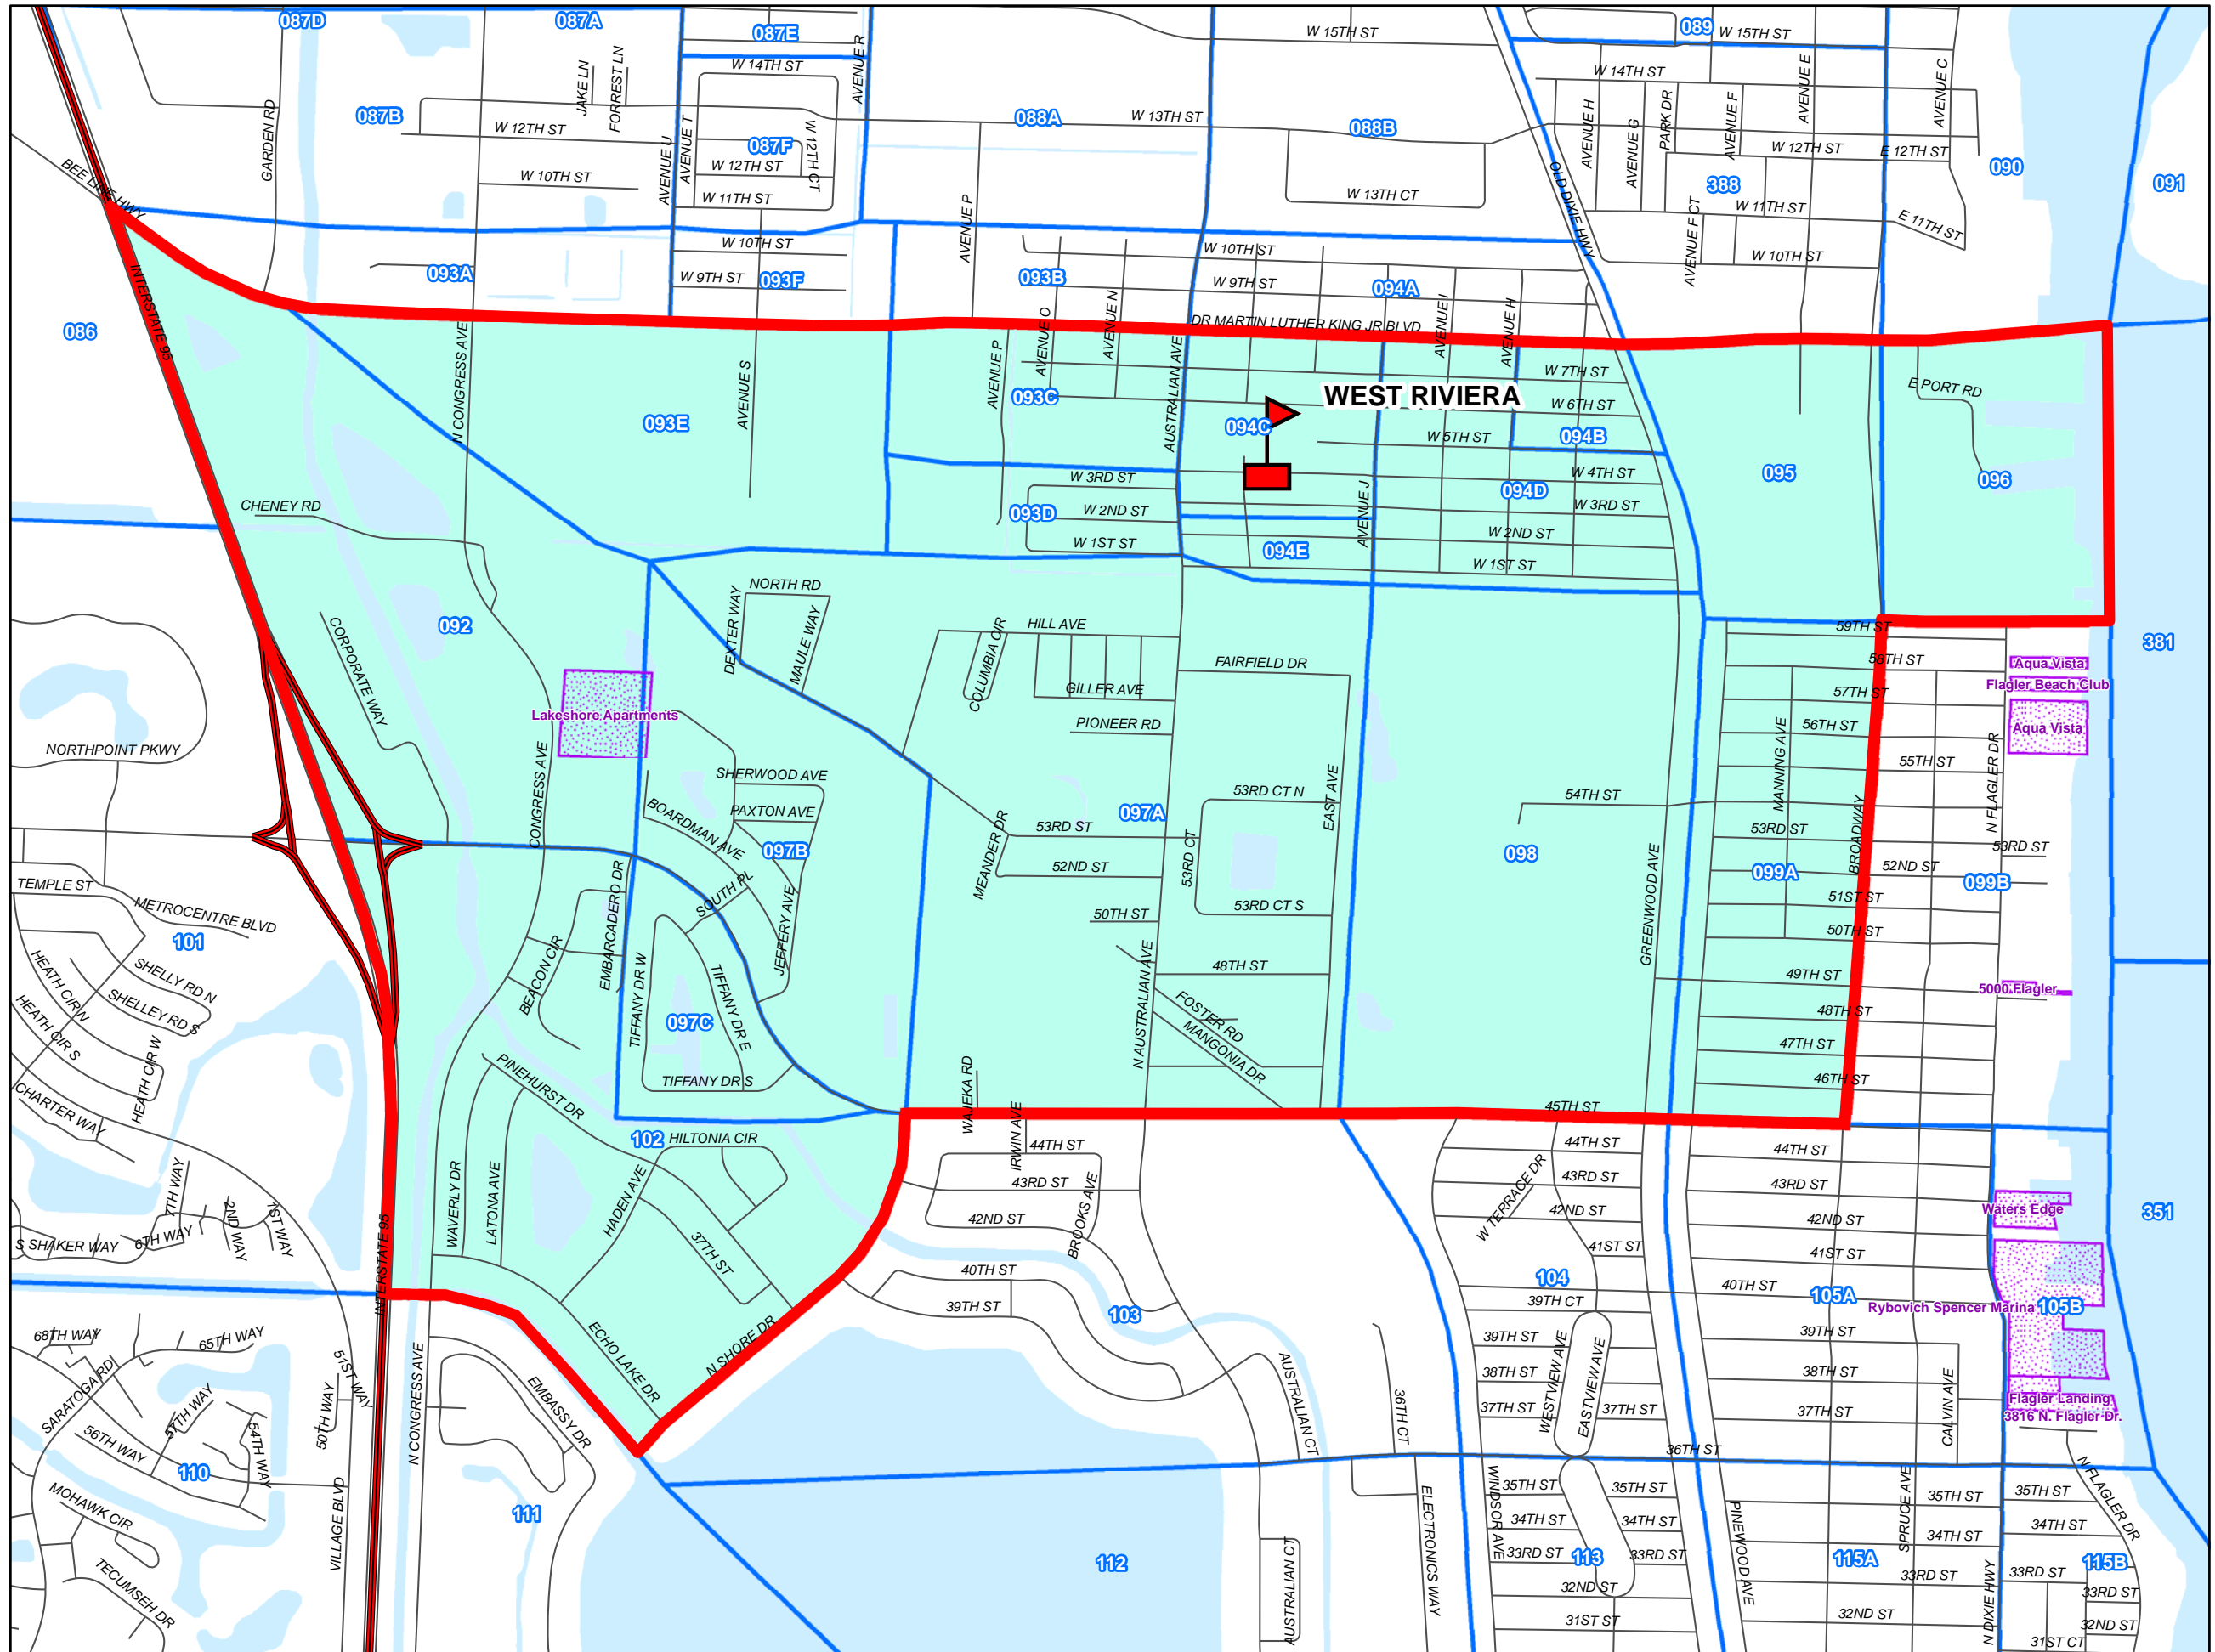 087D
087A
087E
089
W 15TH ST
W 15TH ST
AVENUE R
W 14TH ST
W 14TH ST
JAKE LN
FORREST LN
AVENUE E
AVENUE C
GARDEN RD
087B
W 12TH ST
AVENUE U
AVENUE T
087F
W 12TH CT
088A
W 13TH ST
088B
AVENUE H
AVENUE G
PARK DR
AVENUE F
W 12TH ST
E 12TH ST
090
091
W 12TH ST
W 10TH ST
W 11TH ST
W 13TH CT
388
W 11TH ST
E 11TH ST
BEE LINE HWY
OLD DIXIE HWY
AVENUE P
AVENUE F CT
W 10TH ST
W 10TH ST
W 10TH ST
093A
W 9TH ST
093F
093B
W 9TH ST
094A
INTERSTATE 95
086
AVENUE O
AVENUE N
AVENUE I
AVENUE H
DR MARTIN LUTHER KING JR BLVD
N CONGRESS AVE
AVENUE S
AVENUE P
AUSTRALIAN AVE
W 7TH ST
E PORT RD
WEST RIVIERA
093C
W 6TH ST
093E
094C
W 5TH ST
094B
W 3RD ST
W 4TH ST
095
096
CHENEY RD
093D
W 2ND ST
AVENUE J
094D
W 3RD ST
W 1ST ST
094E
W 2ND ST
W 1ST ST
NORTH RD
DEXTER WAY
MAULE WAY
092
CORPORATE WAY
HILL AVE
COLUMBIA CIR
59TH ST
381
FAIRFIELD DR
58TH ST
Aqua Vista
GILLER AVE
57TH ST
Flagler Beach Club
Lakeshore Apartments
PIONEER RD
56TH ST
Aqua Vista
NORTHPOINT PKWY
CONGRESS AVE
MANNING AVE
55TH ST
N FLAGLER DR
SHERWOOD AVE
53RD CT N
EAST AVE
54TH ST
BOARDMAN AVE
PAXTON AVE
097A
BROADWAY
MEANDER DR
53RD ST
53RD ST
097B
53RD CT
098
53RD ST
52ND ST
52ND ST
GREENWOOD AVE
099A
099B
TEMPLE ST
EMBARCADERO DR
SOUTH PL
METROCENTRE BLVD
101
50TH ST
53RD CT S
51ST ST
50TH ST
JEFFERY AVE
BEACON CIR
TIFFANY DR W
TIFFANY DR E
N AUSTRALIAN AVE
48TH ST
49TH ST
5000 Flagler
HEATH CIRW
SHELLY RD N
SHELLEY RD S
HEATH CIR S
HEATH CIR W
097C
FOSTER RD
MANGONIA DR
48TH ST
47TH ST
46TH ST
PINEHURST DR
TIFFANY DR S
WAJEKA RD
45TH ST
CHARTER WAY
102
HILTONIA CIR
IRWIN AVE
44TH ST
44TH ST
44TH ST
WAVERLY DR
LATONA AVE
HADEN AVE
43RD ST
W TERRACE DR
43RD ST
43RD ST
7TH WAY
2ND WAY
1ST WAY
42ND ST
BROOKS AVE
42ND ST
42ND ST
Waters Edge
351
S SHAKER WAY
6TH WAY
INTERSTATE 95
37TH ST
41ST ST
41ST ST
40TH ST
104
40TH ST
105A
39TH ST
103
39TH CT
Rybovich Spencer Marina
105B
ECHO LAKE DR
N SHORE DR
68TH WAY
65TH WAY
39TH ST
39TH ST
51ST WAY
N CONGRESS AVE
EMBASSY DR
AUSTRALIAN CT
38TH ST
WESTVIEW AVE
EASTVIEW AVE
38TH ST
SARATOGA RD
57TH WAY
50TH WAY
36TH CT
37TH ST
37TH ST
37TH ST
CALVIN AVE
Flagler Landing
3816 N. Flagler Dr.
56TH WAY
54TH WAY
36TH ST
110
VILLAGE BLVD
111
ELECTRONICS WAY
WINDSOR AVE
35TH ST
35TH ST
PINEWOOD AVE
SPRUCE AVE
35TH ST
35TH ST
N FLAGLER DR
MOHAWK CIR
34TH ST
34TH ST
34TH ST
34TH ST
112
AUSTRALIAN CT
33RD ST
113
33RD ST
115A
115B
TECUMSEH DR
32ND ST
33RD ST
N DIXIE HWY
33RD ST
33RD ST
31ST ST
32ND ST
32ND ST
31ST CT